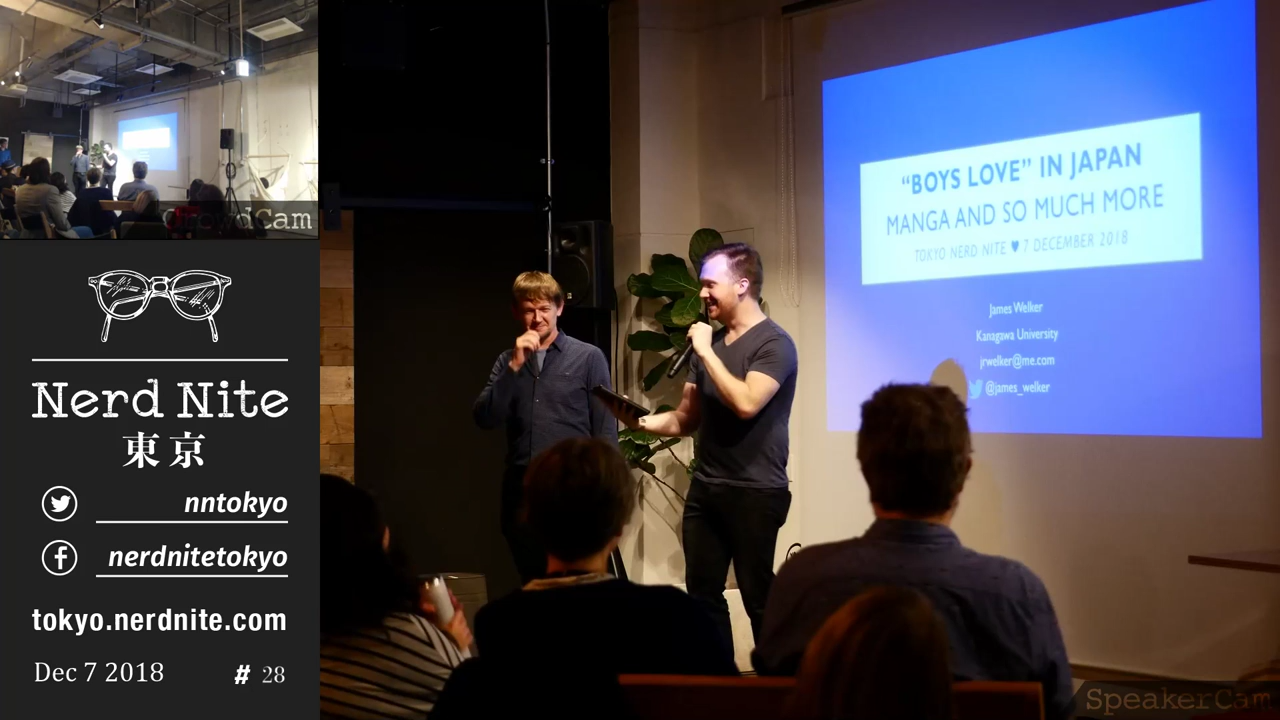 CrowdCam
Nerd Nite
東京
nntokyo
nerdnitetokyo
tokyo.nerdnite.com
Dec 7 2018 # 28
“BOYS LOVE” IN JAPAN
MANGA AND SO MUCH MORE
TOKYO NERD NITE ♥ 7 DECEMBER 2018
James Welker
Kanagawa University
jrwelker@me.com
@james_welker
SpeakerCam